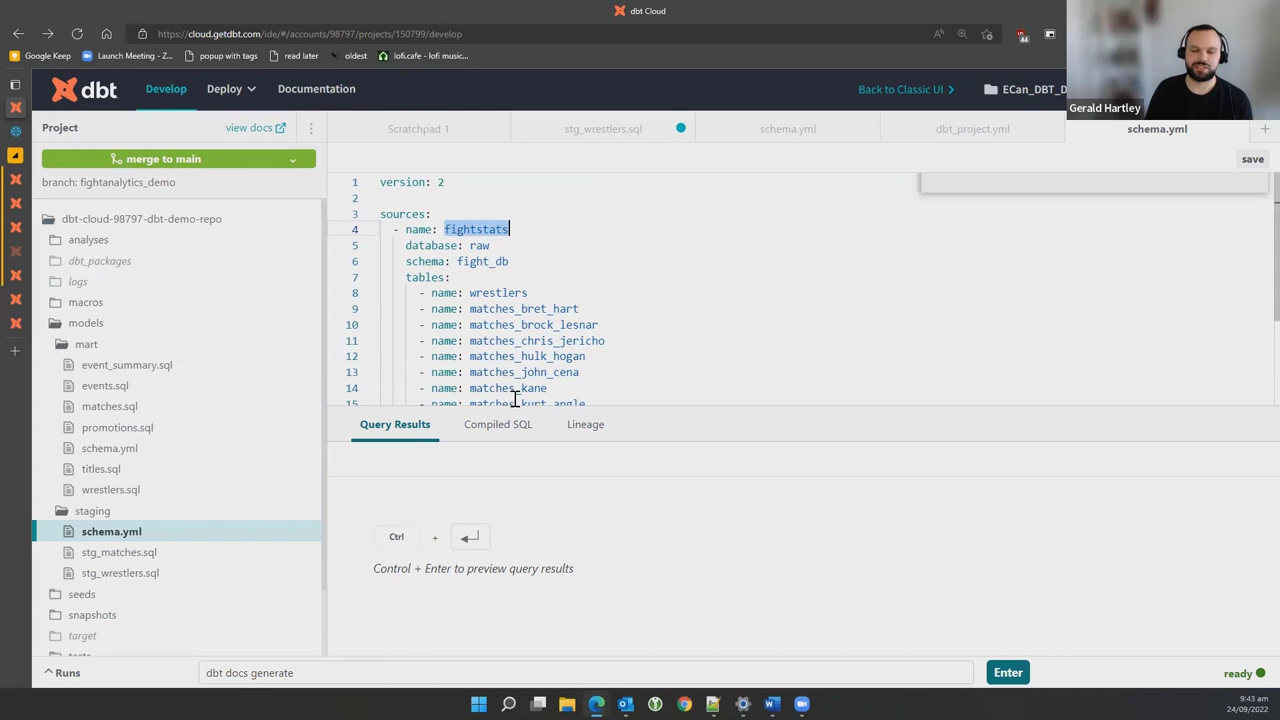 dbt Cloud
https://cloud.getdbt.com/ide/#/accounts/98797/projects/150799/develop
44
Google Keep
Launch Meeting - Z...
popup with tags
read later
oldest
lofi.cafe - lofi music...
dbt
Develop
Deploy
Documentation
Back to Classic UI
ECan_DBT_D
Gerald Hartley
Project
view docs
Scratchpad 1
stg_wrestlers.sql
schema.yml
dbt_project.yml
schema.yml
merge to main
save
branch: fightanalytics_demo
dbt-cloud-98797-dbt-demo-repo
analyses
dbt_packages
logs
macros
models
mart
event_summary.sql
events.sql
matches.sql
promotions.sql
schema.yml
titles.sql
wrestlers.sql
staging
schema.yml
stg_matches.sql
stg_wrestlers.sql
seeds
snapshots
target
tests
1 version: 2
2
3 sources:
4 - name: fightstats
5 database: raw
6 schema: fight_db
7 tables:
8 - name: wrestlers
9 - name: matches_bret_hart
10 - name: matches_brock_lesnar
11 - name: matches_chris_jericho
12 - name: matches_hulk_hogan
13 - name: matches_john_cena
14 - name: matches_kane
15 - name: matches_kurt_angle
Query Results
Compiled SQL
Lineage
Ctrl + 
Control + Enter to preview query results
Runs
dbt docs generate
Enter
ready
9:43 am
24/09/2022